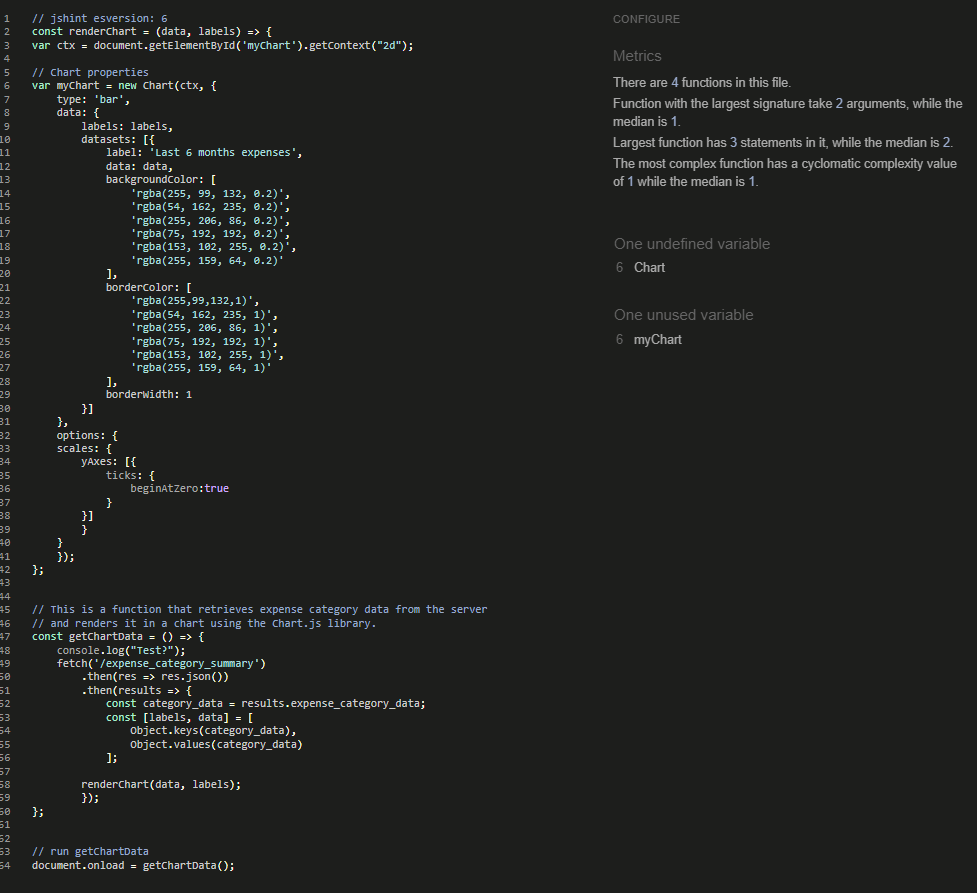 1 // jshint esversion: 6
2 const renderChart = (data, labels) => {
3 var ctx = document.getElementById('myChart').getContext("2d");
4
5 // Chart properties
6 var myChart = new Chart(ctx, {
7 type: 'bar',
8 data: {
9 labels: labels,
10 datasets: [{
11 label: 'Last 6 months expenses',
12 data: data,
13 backgroundColor: [
14 'rgba(255, 99, 132, 0.2)',
15 'rgba(54, 162, 235, 0.2)',
16 'rgba(255, 206, 86, 0.2)',
17 'rgba(75, 192, 192, 0.2)',
18 'rgba(153, 102, 255, 0.2)',
19 'rgba(255, 159, 64, 0.2)'
20 ],
21 borderColor: [
22 'rgba(255,99,132,1)',
23 'rgba(54, 162, 235, 1)',
24 'rgba(255, 206, 86, 1)',
25 'rgba(75, 192, 192, 1)',
26 'rgba(153, 102, 255, 1)',
27 'rgba(255, 159, 64, 1)'
28 ],
29 borderWidth: 1
30 }]
31 },
32 options: {
33 scales: {
34 yAxes: [{
35 ticks: {
36 beginAtZero:true
37 }
38 }]
39 }
40 }
41 });
42 };
43
44
45 // This is a function that retrieves expense category data from the server
46 // and renders it in a chart using the Chart.js library.
47 const getChartData = () => {
48 console.log("Test?");
49 fetch('/expense_category_summary')
50 .then(res => res.json())
51 .then(results => {
52 const category_data = results.expense_category_data;
53 const [labels, data] = [
54 Object.keys(category_data),
55 Object.values(category_data)
56 ];
57
58 renderChart(data, labels);
59 });
60 };
61
62
63 // run getChartData
64 document.onload = getChartData();
CONFIGURE
Metrics
There are 4 functions in this file.
Function with the largest signature take 2 arguments, while the
median is 1.
Largest function has 3 statements in it, while the median is 2.
The most complex function has a cyclomatic complexity value
of 1 while the median is 1.
One undefined variable
6 Chart
One unused variable
6 myChart